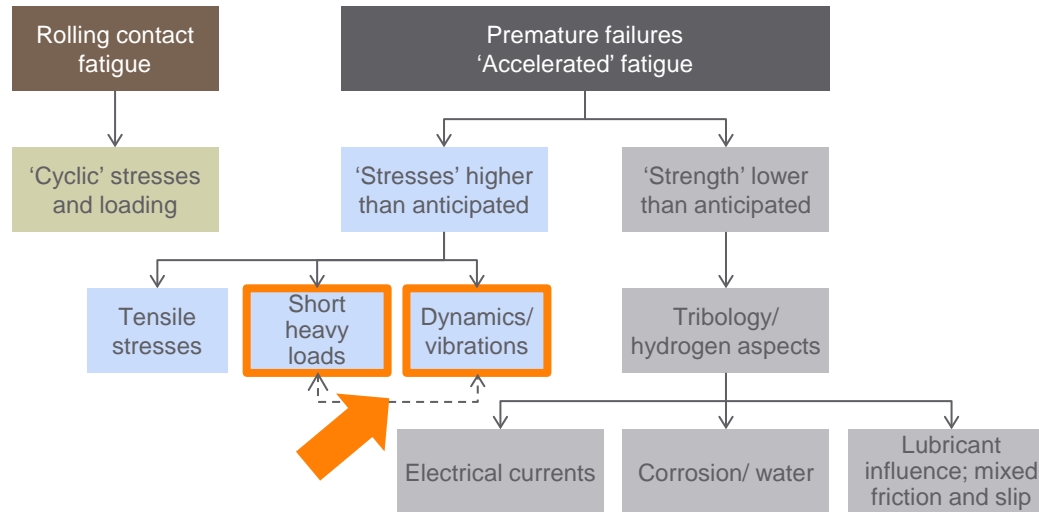 Rolling contact
fatigue
Premature failures
‘Accelerated’ fatigue
‘Cyclic’ stresses
and loading
‘Stresses’ higher
than anticipated
‘Strength’ lower
than anticipated
Tensile
stresses
Short
heavy
loads
Dynamics/
vibrations
Tribology/
hydrogen aspects
Electrical currents
Corrosion/ water
Lubricant
influence; mixed
friction and slip